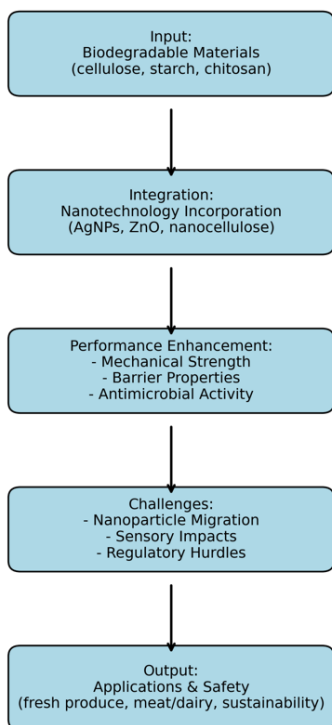 Input:
Biodegradable Materials
(cellulose, starch, chitosan)
Integration:
Nanotechnology Incorporation
(AgNPs, ZnO, nanocellulose)
Performance Enhancement:
- Mechanical Strength
- Barrier Properties
- Antimicrobial Activity
Challenges:
- Nanoparticle Migration
- Sensory Impacts
- Regulatory Hurdles
Output:
Applications & Safety
(fresh produce, meat/dairy, sustainability)